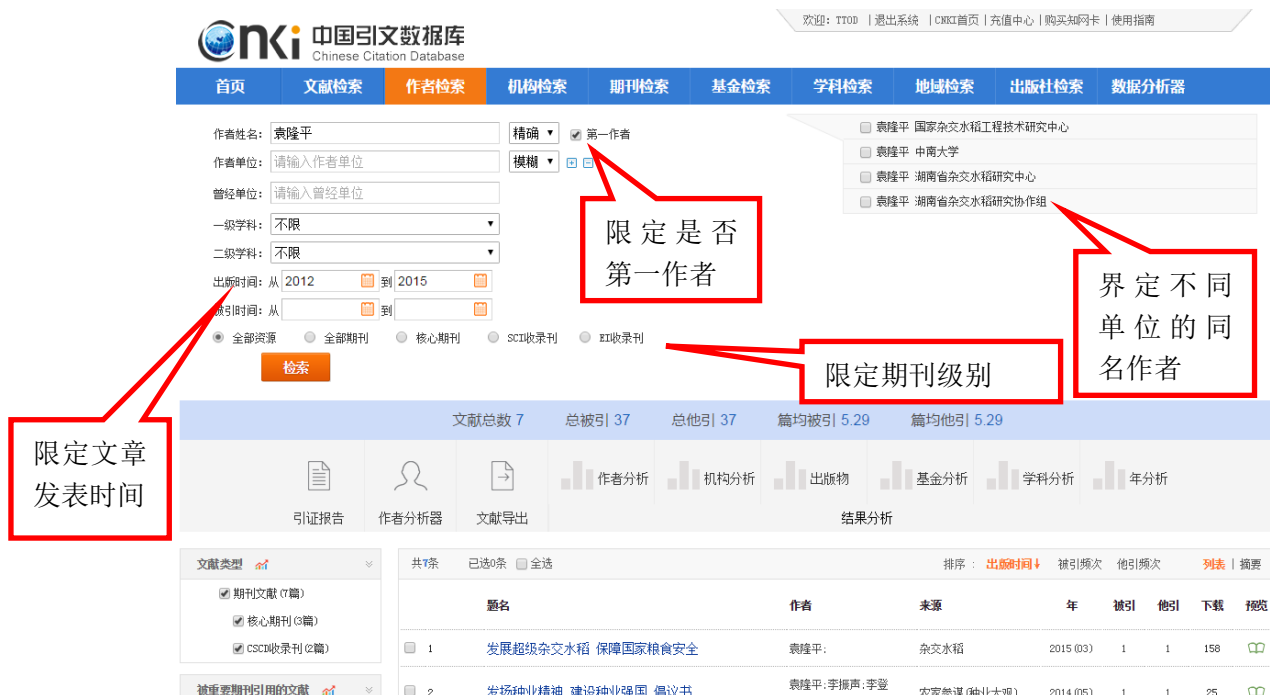 欢迎：TTOD | 退出系统 | CNKI首页 | 充值中心 | 购买知网卡 | 使用指南
cnki 中国引文数据库
Chinese Citation Database
首页 文献检索 作者检索 机构检索 期刊检索 基金检索 学科检索 地域检索 出版社检索 数据分析器
作者姓名： 袁隆平 精确 第一作者
作者单位： 请输入作者单位 模糊
曾经单位： 请输入曾经单位
一级学科： 不限
二级学科： 不限
出版时间： 从 2012 到 2015
被引时间： 从 到
全部资源 全部期刊 核心期刊 SCI收录刊 EI收录刊
检索
袁隆平 国家杂交水稻工程技术研究中心
袁隆平 中南大学
袁隆平 湖南省杂交水稻研究中心
袁隆平 湖南省杂交水稻研究协作组
限定是否
第一作者
界定不同
单位的同
名作者
限定期刊级别
限定文章
发表时间
文献总数 7 总被引 37 总他引 37 篇均被引 5.29 篇均他引 5.29
作者分析 机构分析 出版物 基金分析 学科分析 年分析
引证报告 作者分析器 文献导出 结果分析
文献类型
期刊文献(7篇)
核心期刊(3篇)
CSCD收录刊(2篇)
被重要期刊引用的文献
共7条 已选0条 全选 排序： 出版时间↓ 被引频次 他引频次 列表 | 摘要
题名 作者 来源 年 被引 他引 下载 预览
1 发展超级杂交水稻 保障国家粮食安全 袁隆平; 杂交水稻 2015(03) 1 1 158
2 发扬种业精神 建设种业强国 倡议书 袁隆平;李振声;李登 农家参谋(种业大观) 2014(05) 1 1 25